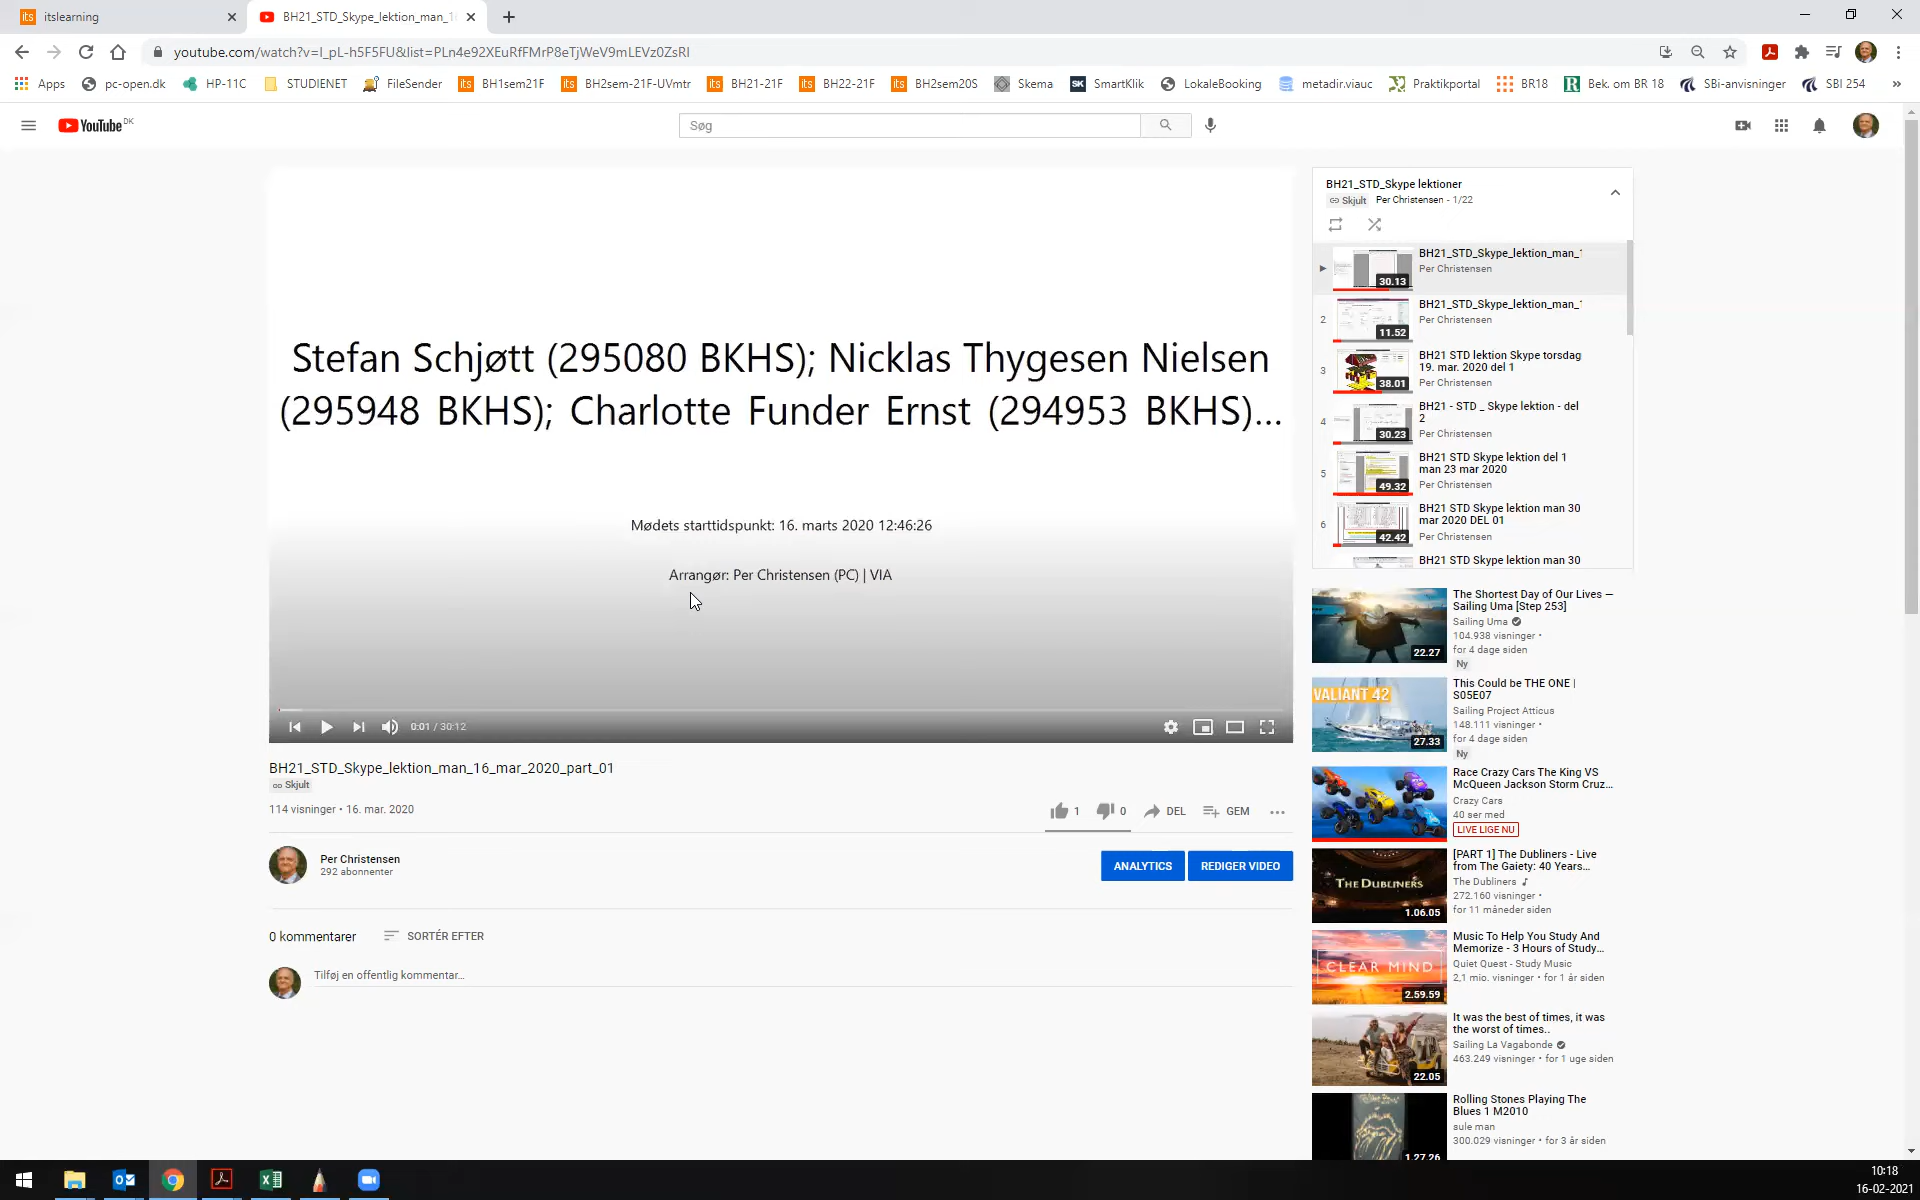 itslearning
BH21_STD_Skype_lektion_man_1
youtube.com/watch?v=l_pL-h5F5FU&list=PLn4e92XEuRfFMrP8eTjWeV9mLEVz0ZsRl
Apps pc-open.dk HP-11C STUDIENET FileSender BH1sem21F BH2sem-21F-UVmtr BH21-21F BH22-21F BH2sem20S Skema SmartKlik LokaleBooking metadir.viauc Praktikportal BR18 Bek. om BR 18 SBi-anvisninger SBI 254 »
YouTube DK
Søg
Stefan Schjøtt (295080 BKHS); Nicklas Thygesen Nielsen
(295948 BKHS); Charlotte Funder Ernst (294953 BKHS)...
Mødets starttidspunkt: 16. marts 2020 12:46:26
Arrangør: Per Christensen (PC) | VIA
0:01 / 30:12
BH21_STD_Skype_lektion_man_16_mar_2020_part_01
Skjult
114 visninger • 16. mar. 2020
1 0 DEL GEM
Per Christensen
292 abonnenter
ANALYTICS REDIGER VIDEO
0 kommentarer SORTÉR EFTER
Tilføj en offentlig kommentar...
BH21_STD_Skype lektioner
Skjult Per Christensen - 1/22
BH21_STD_Skype_lektion_man_1
Per Christensen
30.13
2
BH21_STD_Skype_lektion_man_1
Per Christensen
11.52
3
BH21 STD lektion Skype torsdag
19. mar. 2020 del 1
Per Christensen
38.01
4
BH21 - STD _ Skype lektion - del
2
Per Christensen
30.23
5
BH21 STD Skype lektion del 1
man 23 mar 2020
Per Christensen
49.32
6
BH21 STD Skype lektion man 30
mar 2020 DEL 01
Per Christensen
42.42
BH21 STD Skype lektion man 30
The Shortest Day of Our Lives —
Sailing Uma [Step 253]
Sailing Uma
104.938 visninger •
for 4 dage siden
Ny
22.27
VALIANT 42
This Could be THE ONE |
S05E07
Sailing Project Atticus
148.111 visninger •
for 4 dage siden
Ny
27.33
Race Crazy Cars The King VS
McQueen Jackson Storm Cruz...
Crazy Cars
40 ser med
LIVE LIGE NU
THE DUBLINERS
[PART 1] The Dubliners - Live
from The Gaiety: 40 Years...
The Dubliners
272.160 visninger •
for 11 måneder siden
1.06.05
CLEAR MIND
Music To Help You Study And
Memorize - 3 Hours of Study...
Quiet Quest - Study Music
2,1 mio. visninger • for 1 år siden
2.59.59
It was the best of times, it was
the worst of times..
Sailing La Vagabonde
463.249 visninger • for 1 uge siden
22.05
Rolling Stones Playing The
Blues 1 M2010
sule man
300.029 visninger • for 3 år siden
1.27.26
10:18
16-02-2021